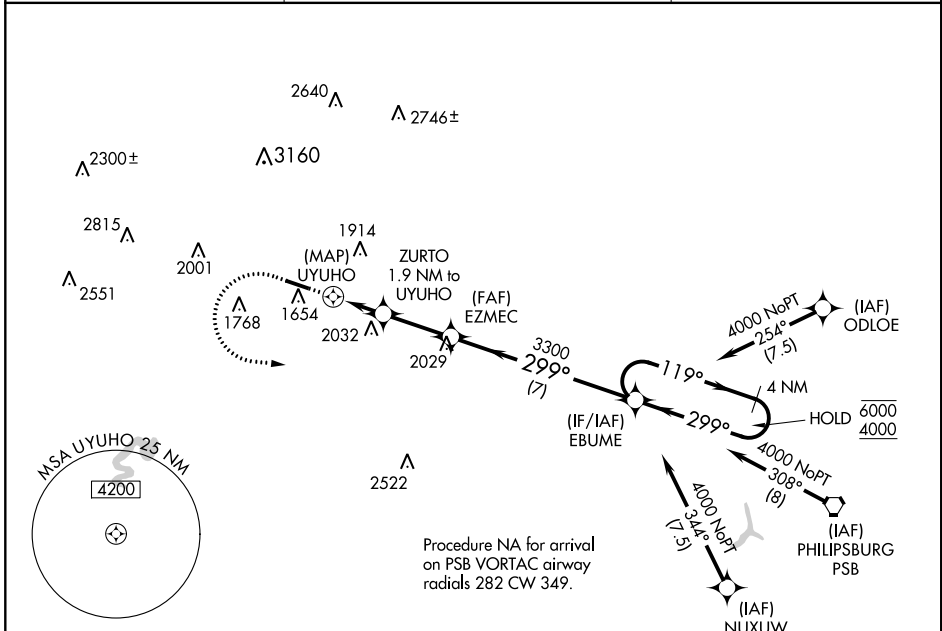 2640
2746±
2300±
3160
2815
1914
2001
(MAP)
UYUHO
ZURTO
1.9 NM to
UYUHO
2551
(FAF)
EZMEC
1768
1654
2032
2029
3300
299°
(7)
4000 NoPT
254°
(7.5)
(IAF)
ODLOE
119°
4 NM
299°
HOLD
6000
4000
(IF/IAF)
EBUME
MSA UYUHO 25 NM
4200
2522
4000 NoPT
344°
(7.5)
4000 NoPT
308°
(8)
(IAF)
PHILIPSBURG
PSB
Procedure NA for arrival
on PSB VORTAC airway
radials 282 CW 349.
(IAF)